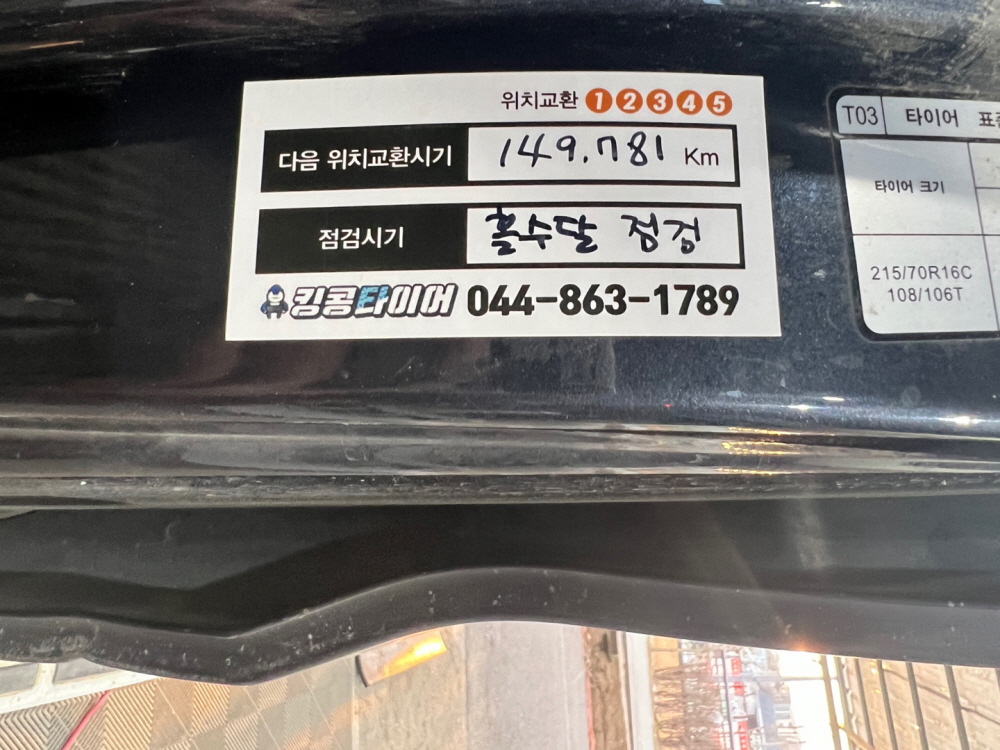 위치교환 1 2 3 4 5
다음 위치교환시기 149.781 Km
점검시기 홀수달 점검
킹콩타이어 044-863-1789
T03 타이어 표준
타이어 크기
215/70R16C
108/106T